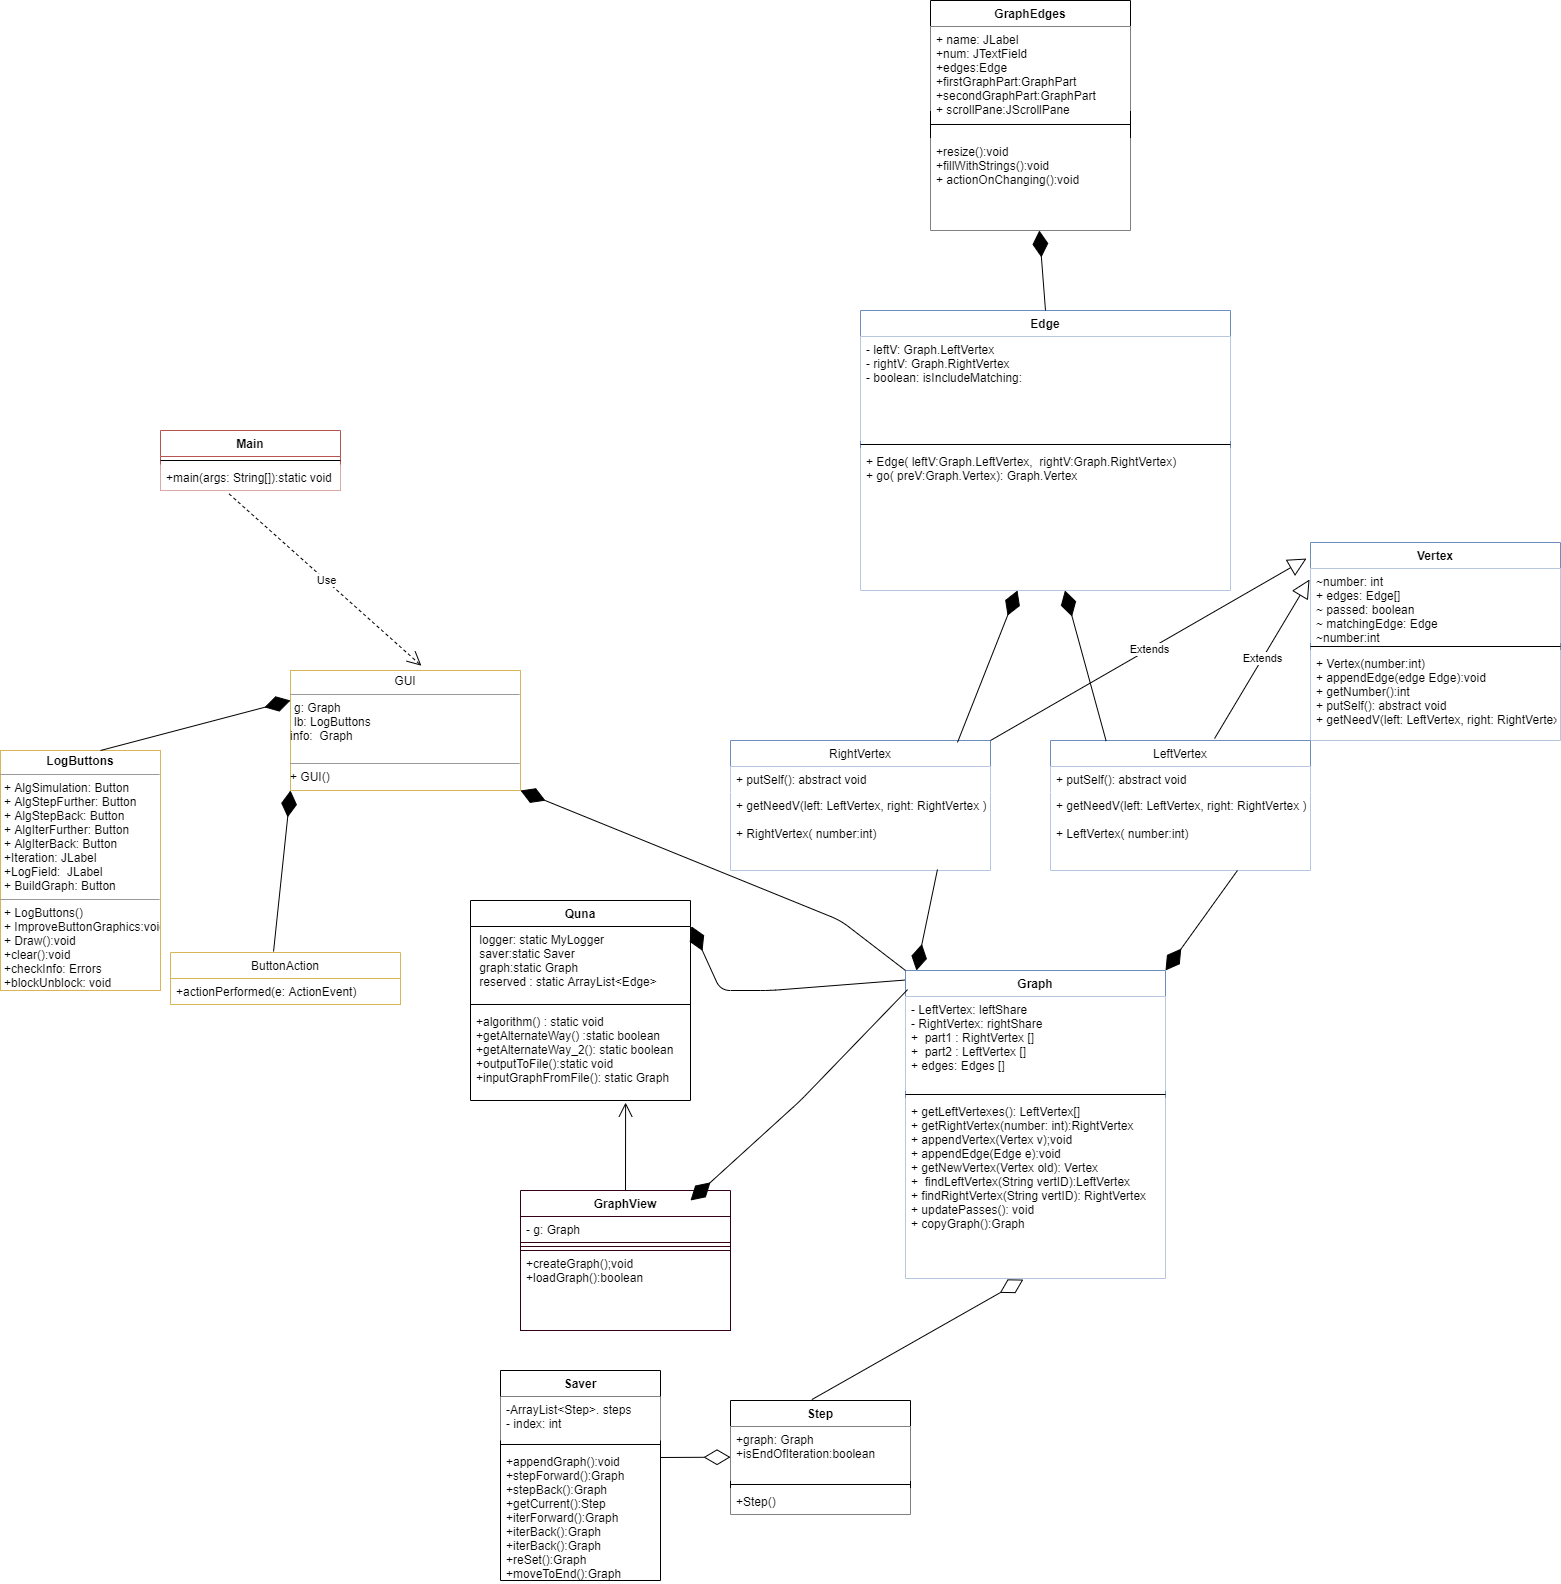 GraphEdges
+ name: JLabel
+num: JTextField
+edges:Edge
+firstGraphPart:GraphPart
+secondGraphPart:GraphPart
+ scrollPane:JScrollPane
+resize():void
+fillWithStrings():void
+ actionOnChanging():void
Edge
- leftV: Graph.LeftVertex
- rightV: Graph.RightVertex
- boolean: isIncludeMatching:
+ Edge( leftV:Graph.LeftVertex,  rightV:Graph.RightVertex)
+ go( preV:Graph.Vertex): Graph.Vertex
Main
+main(args: String[]):static void
Use
Vertex
~number: int
+ edges: Edge[]
~ passed: boolean
~ matchingEdge: Edge
~number:int
+ Vertex(number:int)
+ appendEdge(edge Edge):void
+ getNumber():int
+ putSelf(): abstract void
+ getNeedV(left: LeftVertex, right: RightVertex
Extends
Extends
GUI
g: Graph
lb: LogButtons
info:  Graph
+ GUI()
LogButtons
+ AlgSimulation: Button
+ AlgStepFurther: Button
+ AlgStepBack: Button
+ AlgIterFurther: Button
+ AlgIterBack: Button
+Iteration: JLabel
+LogField:  JLabel
+ BuildGraph: Button
+ LogButtons()
+ ImproveButtonGraphics:voi
+ Draw():void
+clear():void
+checkInfo: Errors
+blockUnblock: void
ButtonAction
+actionPerformed(e: ActionEvent)
RightVertex
+ putSelf(): abstract void
+ getNeedV(left: LeftVertex, right: RightVertex )
+ RightVertex( number:int)
LeftVertex
+ putSelf(): abstract void
+ getNeedV(left: LeftVertex, right: RightVertex )
+ LeftVertex( number:int)
Quna
logger: static MyLogger
saver:static Saver
graph:static Graph
reserved : static ArrayList<Edge>
+algorithm() : static void
+getAlternateWay() :static boolean
+getAlternateWay_2(): static boolean
+outputToFile():static void
+inputGraphFromFile(): static Graph
Graph
- LeftVertex: leftShare
- RightVertex: rightShare
+  part1 : RightVertex []
+  part2 : LeftVertex []
+ edges: Edges []
+ getLeftVertexes(): LeftVertex[]
+ getRightVertex(number: int):RightVertex
+ appendVertex(Vertex v);void
+ appendEdge(Edge e):void
+ getNewVertex(Vertex old): Vertex
+  findLeftVertex(String vertID):LeftVertex
+ findRightVertex(String vertID): RightVertex
+ updatePasses(): void
+ copyGraph():Graph
GraphView
- g: Graph
+createGraph();void
+loadGraph():boolean
Saver
-ArrayList<Step>. steps
- index: int
+appendGraph():void
+stepForward():Graph
+stepBack():Graph
+getCurrent():Step
+iterForward():Graph
+iterBack():Graph
+iterBack():Graph
+reSet():Graph
+moveToEnd():Graph
Step
+graph: Graph
+isEndOfIteration:boolean
+Step()